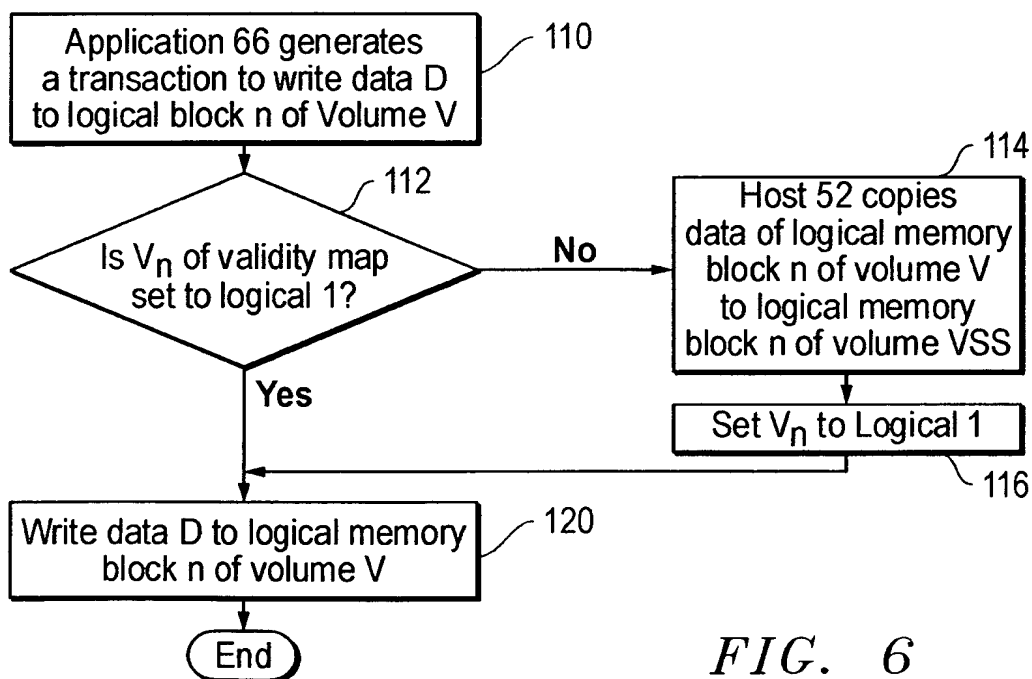 Application 66 generates
a transaction to write data D
to logical block n of Volume V
110
112
Is Vn of validity map
set to logical 1?
No
Yes
114
Host 52 copies
data of logical memory
block n of volume V
to logical memory
block n of volume VSS
Set Vn to Logical 1
116
Write data D to logical memory
block n of volume V
120
End
FIG. 6